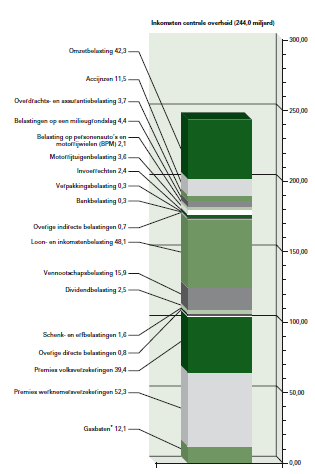 Inkomsten centrale overheid (244,0 miljard)
300,00
Omzetbelasting 42,3
Accijnzen 11,5
250,00
Overdrachts- en assurantiebelasting 3,7
Belastingen op een milieugrondslag 4,4
Belasting op personenauto's en
motorrijwielen (BPM) 2,1
Motorrijtuigenbelasting 3,6
Invoerrechten 2,4
200,00
Verpakkingabelasting 0,3
Bankbelasting 0,3
Overige indirecte belastingen 0,7
Loon- en inkomstenbelasting 48,1
150,00
Vennootschapsbelasting 15,9
Dividendbelasting 2,5
100,00
Schenk- en erfbelastingen 1,6
Overige directe belastingen 0,8
Premies volksverzekeringen 39,4
Premies werknemersverzekeringen 52,3
50,00
Gasbaten* 12,1
0,00